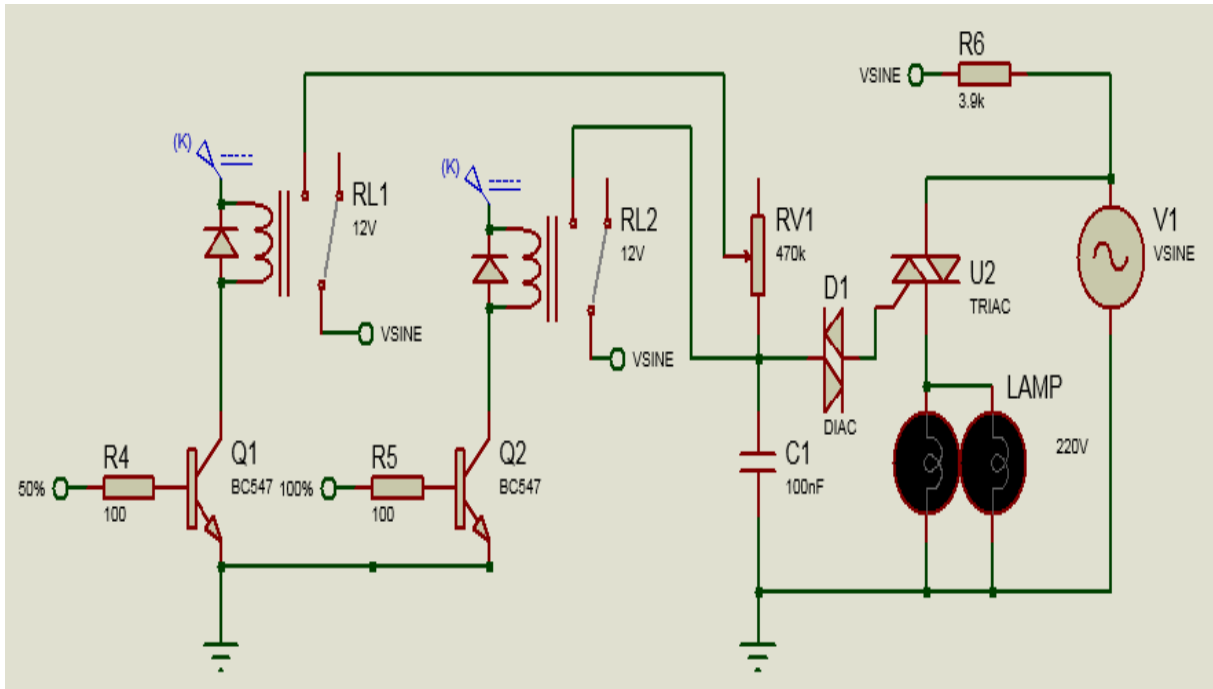 R6
VSINE
3.9k
(K)
RL1
12V
VSINE
(K)
RL2
12V
VSINE
RV1
470k
D1
DIAC
U2
TRIAC
V1
VSINE
LAMP
220V
C1
100nF
50%
R4
100
Q1
BC547
100%
R5
100
Q2
BC547